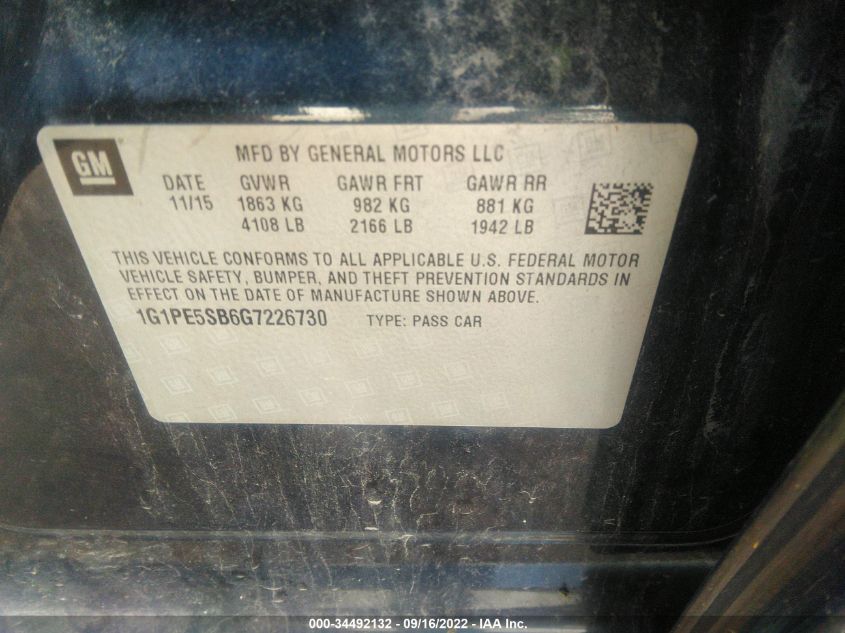 GM
MFD BY GENERAL MOTORS LLC
DATE GVWR GAWR FRT GAWR RR
11/15 1863 KG 982 KG 881 KG
4108 LB 2166 LB 1942 LB
THIS VEHICLE CONFORMS TO ALL APPLICABLE U.S. FEDERAL MOTOR
VEHICLE SAFETY, BUMPER, AND THEFT PREVENTION STANDARDS IN
EFFECT ON THE DATE OF MANUFACTURE SHOWN ABOVE.
1G1PE5SB6G7226730 TYPE: PASS CAR
000-34492132 - 09/16/2022 - IAA Inc.